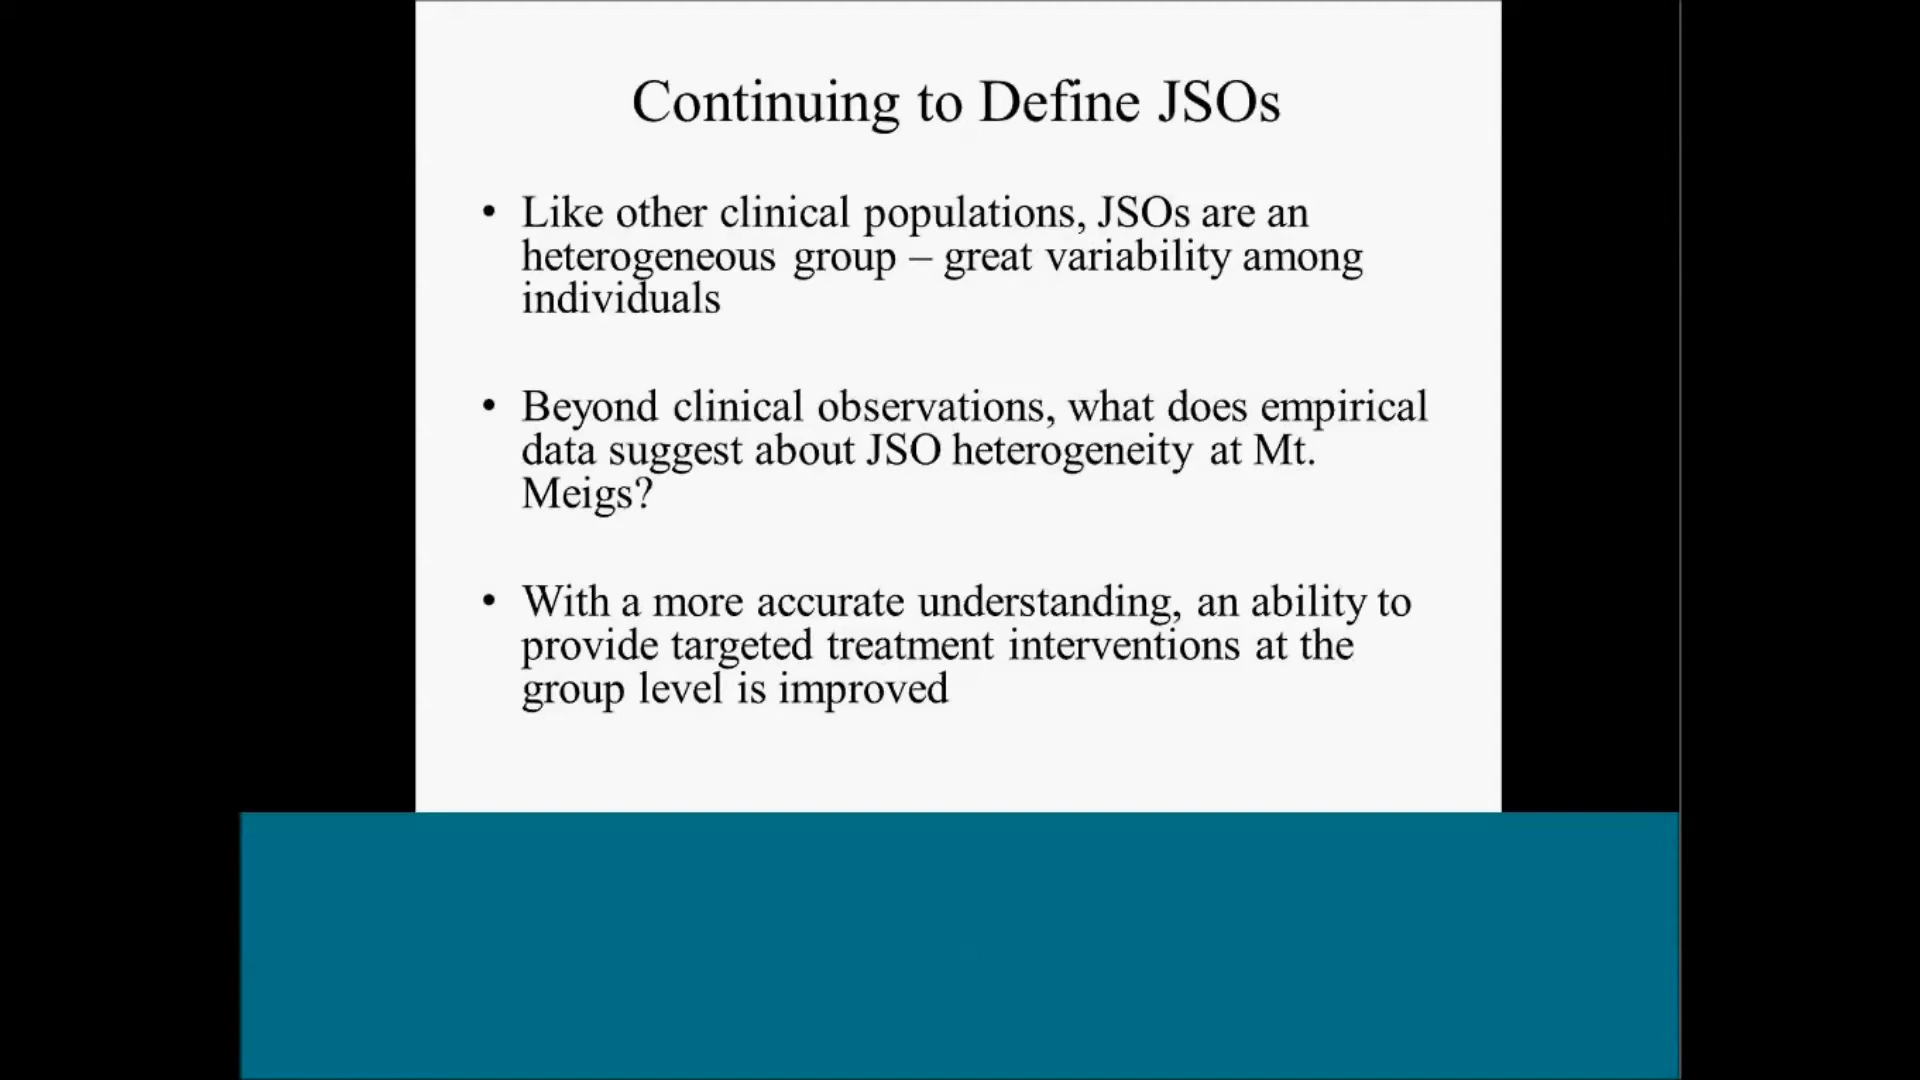 Continuing to Define JSOs
• Like other clinical populations, JSOs are an
heterogeneous group – great variability among
individuals
• Beyond clinical observations, what does empirical
data suggest about JSO heterogeneity at Mt.
Meigs?
• With a more accurate understanding, an ability to
provide targeted treatment interventions at the
group level is improved